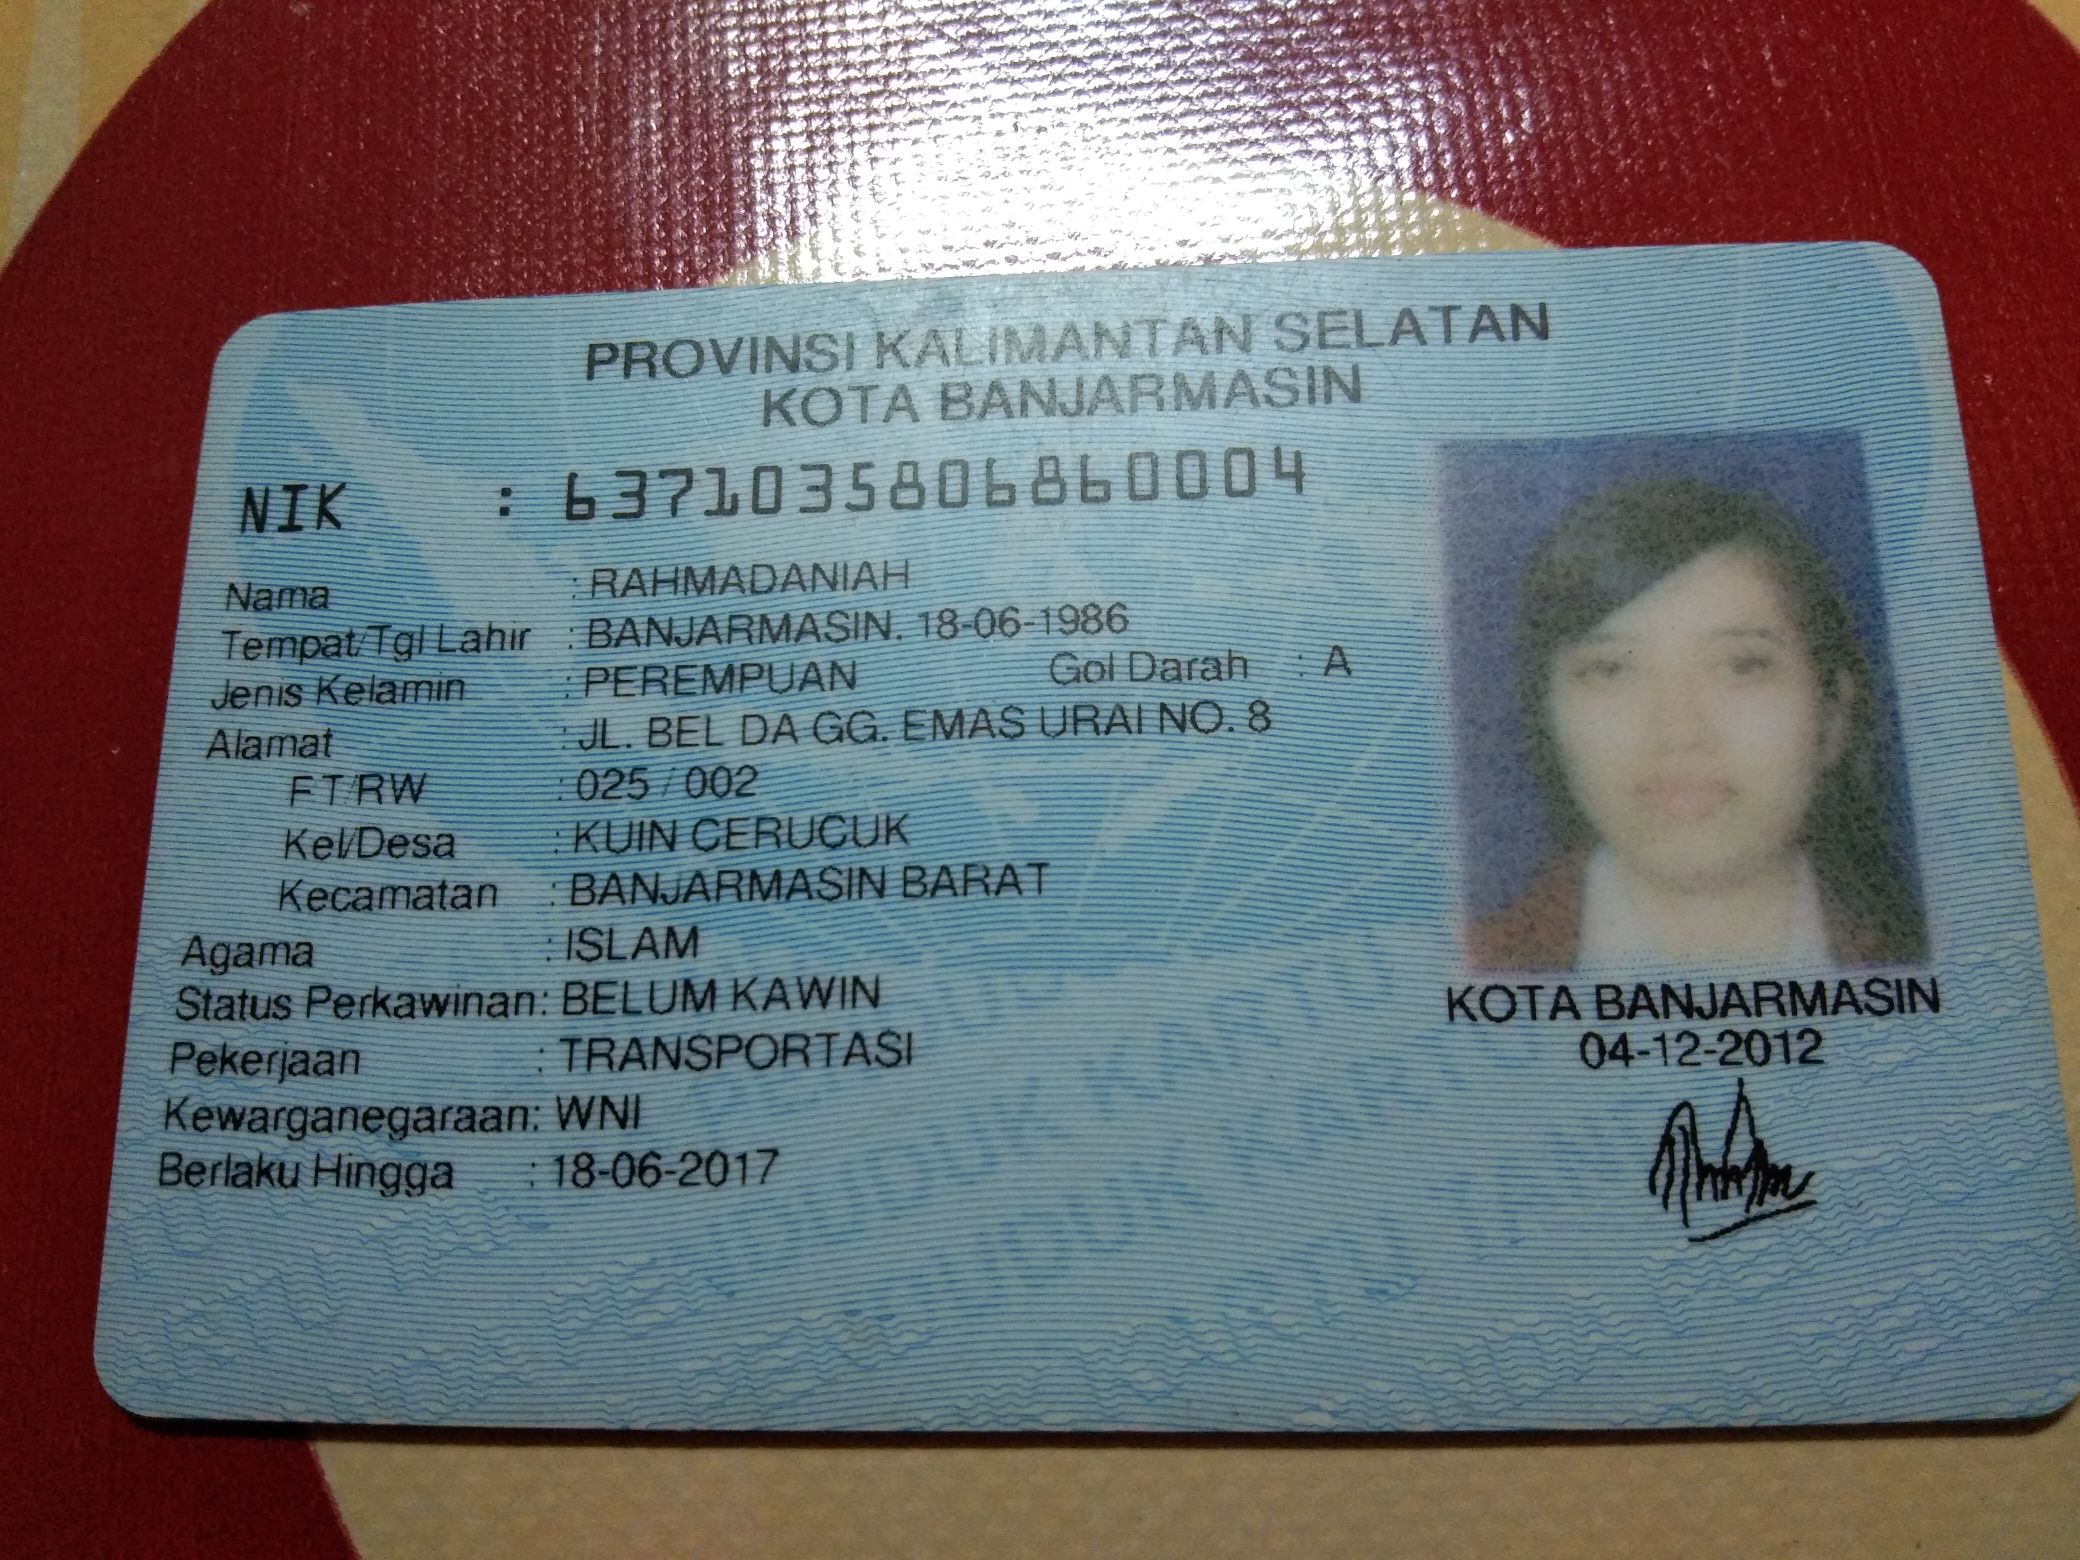 PROVINSI KALIMANTAN SELATAN
KOTA BANJARMASIN
NIK : 6371035806860004
Nama : RAHMADANIAH
Tempat/Tgl Lahir : BANJARMASIN. 18-06-1986
Jenis Kelamin : PEREMPUAN Gol Darah : A
Alamat : JL. BEL DA GG. EMAS URAI NO. 8
RT/RW : 025 / 002
Kel/Desa : KUIN CERUCUK
Kecamatan : BANJARMASIN BARAT
Agama : ISLAM
Status Perkawinan: BELUM KAWIN
Pekerjaan : TRANSPORTASI
Kewarganegaraan: WNI
Berlaku Hingga : 18-06-2017
KOTA BANJARMASIN
04-12-2012